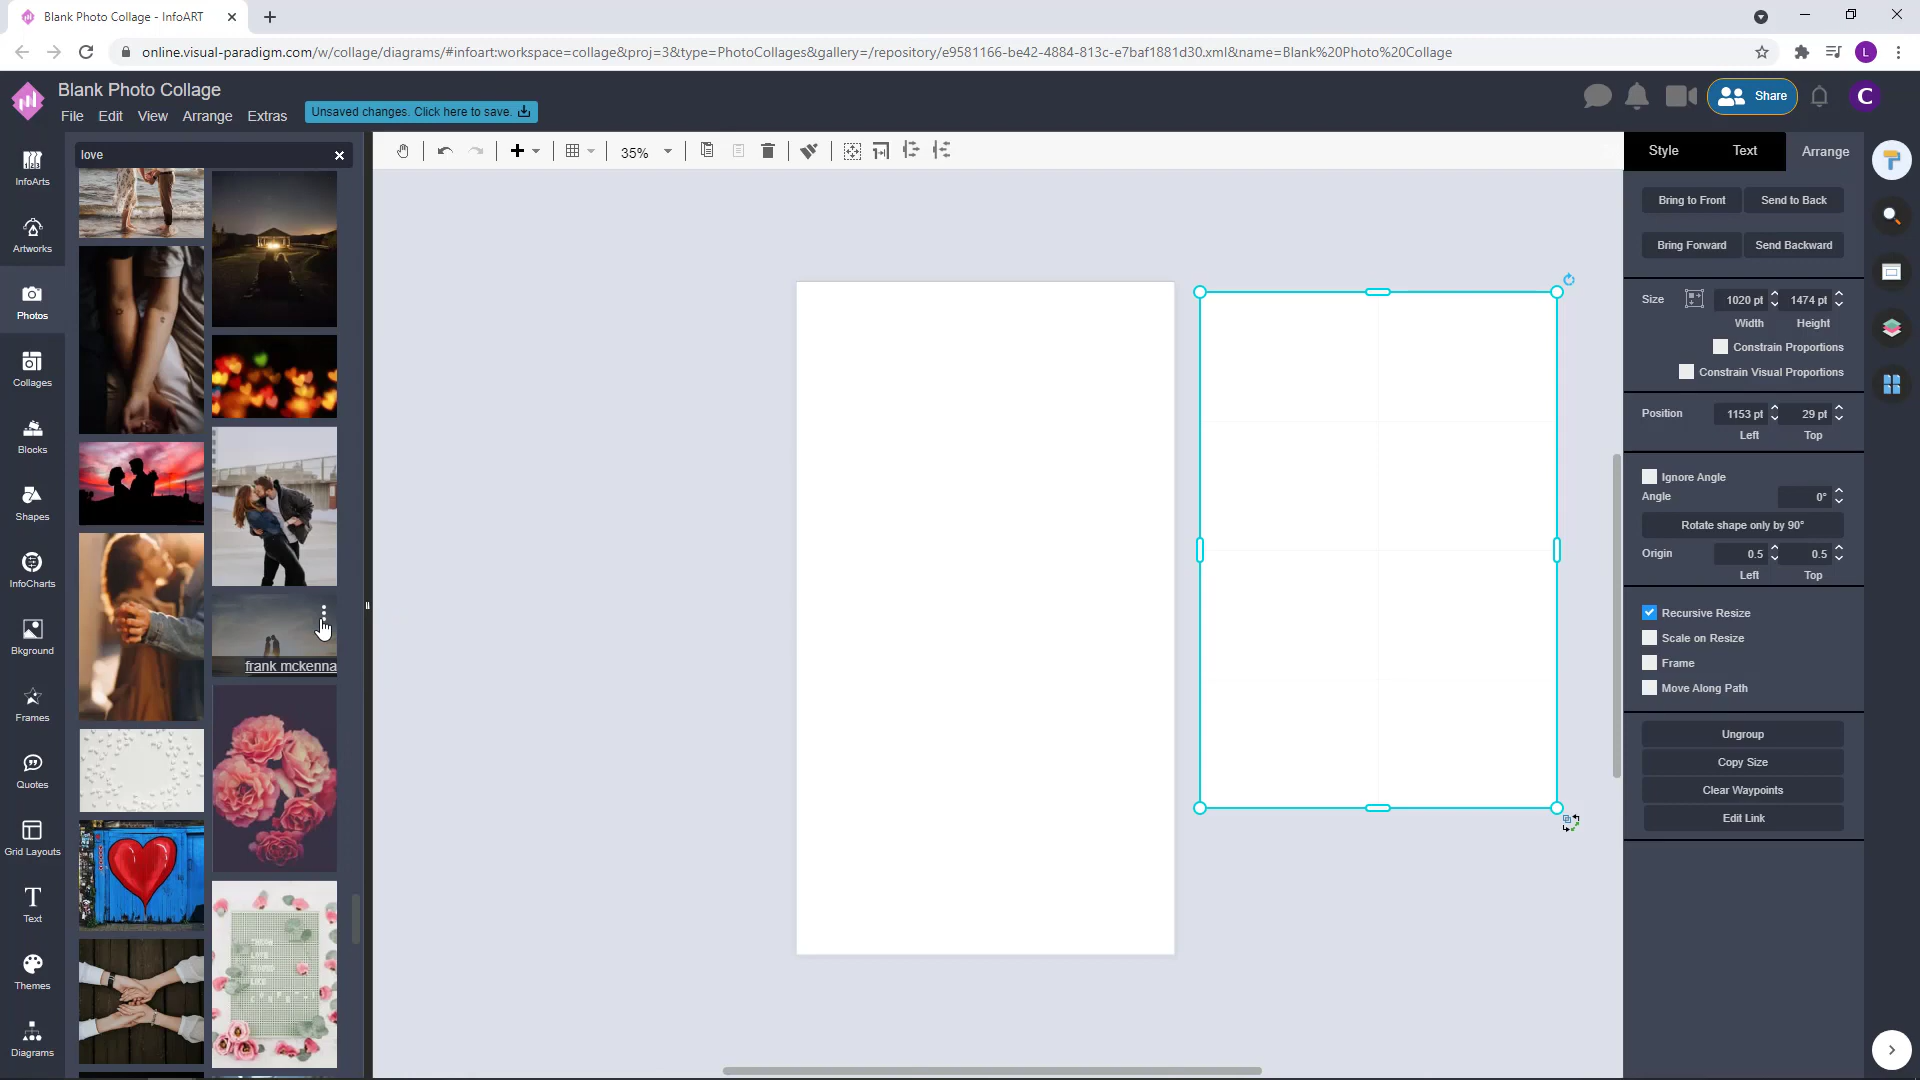 Blank Photo Collage - InfoART
online.visual-paradigm.com/w/collage/diagrams/#infoart:workspace=collage&proj=3&type=PhotoCollages&gallery=/repository/e9581166-be42-4884-813c-e7baf1881d30.xml&name=Blank%20Photo%20Collage
L
Blank Photo Collage
File Edit View Arrange Extras
Unsaved changes. Click here to save.
Share
C
InfoArts
Artworks
Photos
Collages
Blocks
Shapes
InfoCharts
Bkground
Frames
Quotes
Grid Layouts
Text
Themes
Diagrams
love
frank mckenna
35%
Style Text Arrange
Bring to Front Send to Back
Bring Forward Send Backward
Size 1020 pt 1474 pt
Width Height
Constrain Proportions
Constrain Visual Proportions
Position 1153 pt 29 pt
Left Top
Ignore Angle
Angle 0°
Rotate shape only by 90°
Origin 0.5 0.5
Left Top
Recursive Resize
Scale on Resize
Frame
Move Along Path
Ungroup
Copy Size
Clear Waypoints
Edit Link